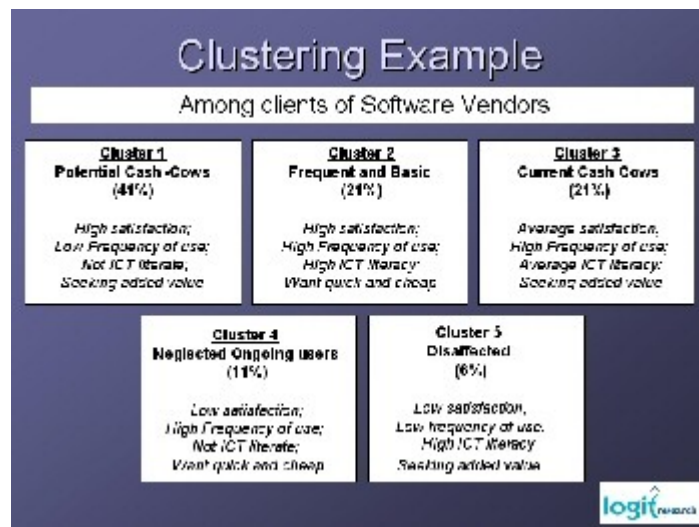 Clustering Example
Among clients of Software Vendors
Cluster 1
Potential Cash-Cows
(41%)
High satisfaction;
Low Frequency of use;
Not ICT literate;
Seeking added value
Cluster 2
Frequent and Basic
(21%)
High satisfaction;
High Frequency of use;
High ICT literacy;
Want quick and cheap
Cluster 3
Current Cash Cows
(21%)
Average satisfaction,
High Frequency of use;
Average ICT literacy;
Seeking added value
Cluster 4
Neglected Ongoing users
(11%)
Low satisfaction;
High Frequency of use;
Not ICT literate;
Want quick and cheap
Cluster 5
Disaffected
(6%)
Low satisfaction,
Low frequency of use,
High ICT literacy
Seeking added value
logit research